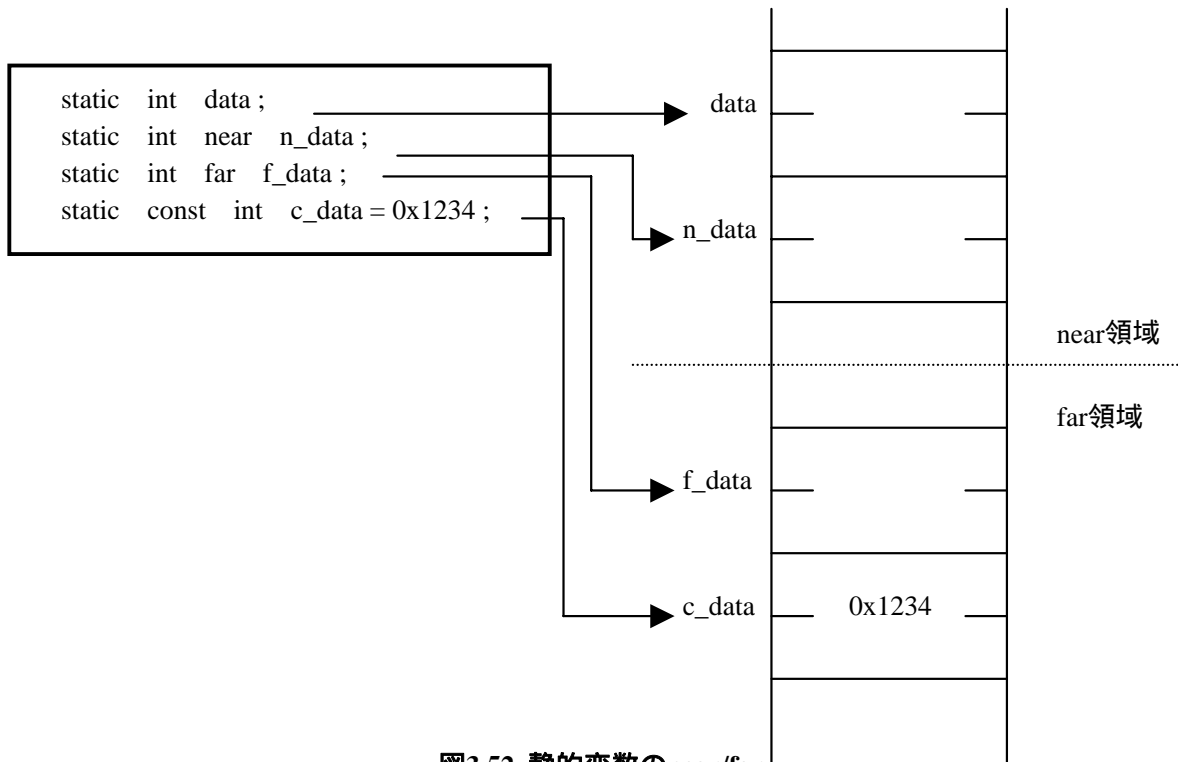 static int data ;
static int near n_data ;
static int far f_data ;
static const int c_data = 0x1234 ;
data
n_data
near領域
far領域
f_data
c_data
0x1234
図3.52 静的変数の